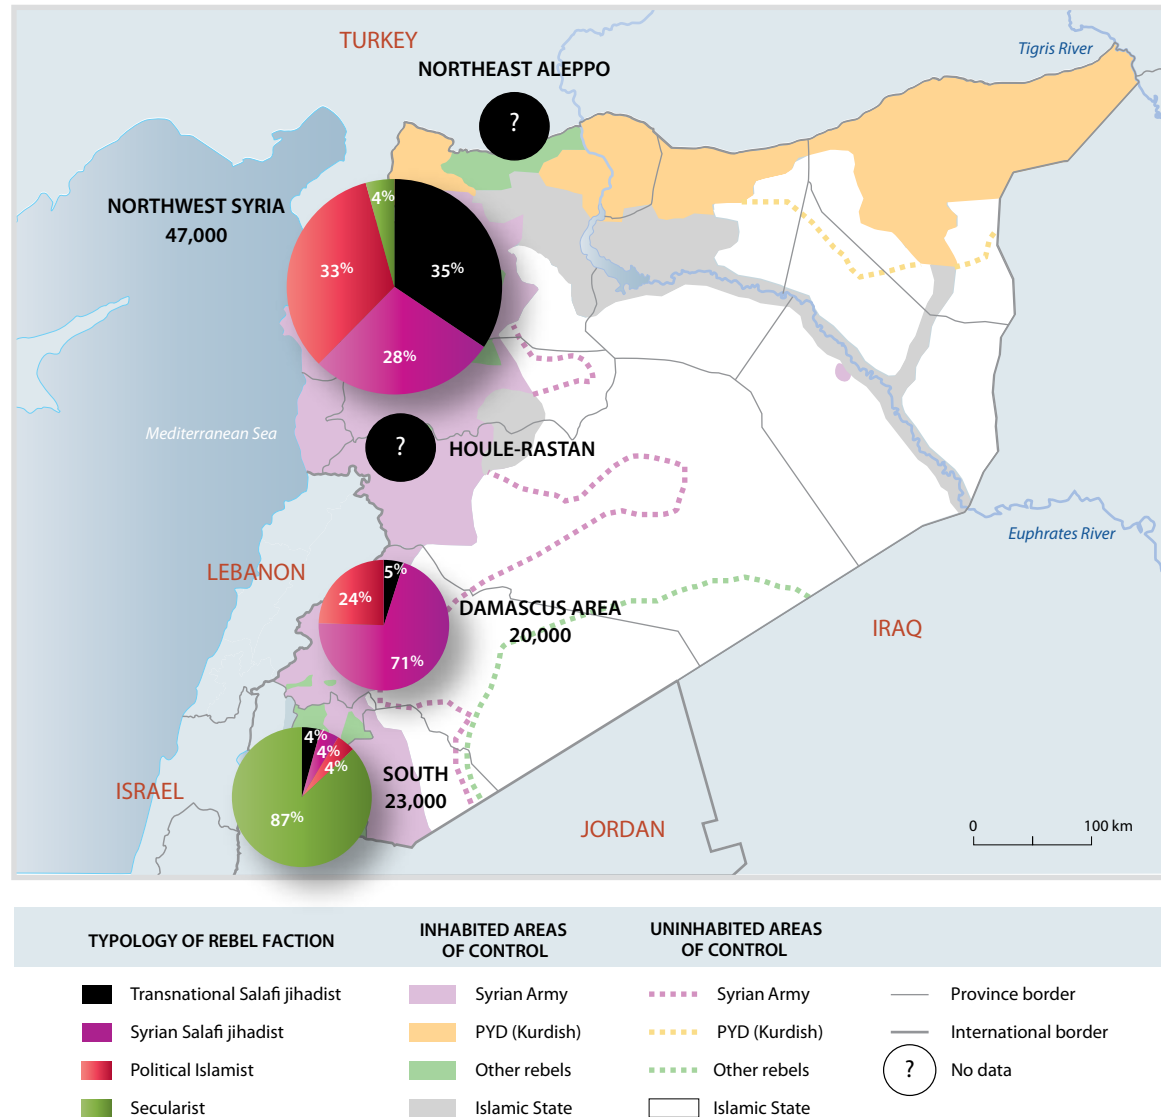 TURKEY
Tigris River
NORTHEAST ALEPPO
?
NORTHWEST SYRIA
47,000
4%
33%
35%
28%
Mediterranean Sea
?
HOULE-RASTAN
Euphrates River
LEBANON
5%
24%
71%
DAMASCUS AREA
20,000
IRAQ
4%
4%
4%
87%
SOUTH
23,000
ISRAEL
JORDAN
0 100 km
TYPOLOGY OF REBEL FACTION
Transnational Salafi jihadist
Syrian Salafi jihadist
Political Islamist
Secularist
INHABITED AREAS
OF CONTROL
Syrian Army
PYD (Kurdish)
Other rebels
Islamic State
UNINHABITED AREAS
OF CONTROL
Syrian Army
PYD (Kurdish)
Other rebels
Islamic State
Province border
International border
? No data